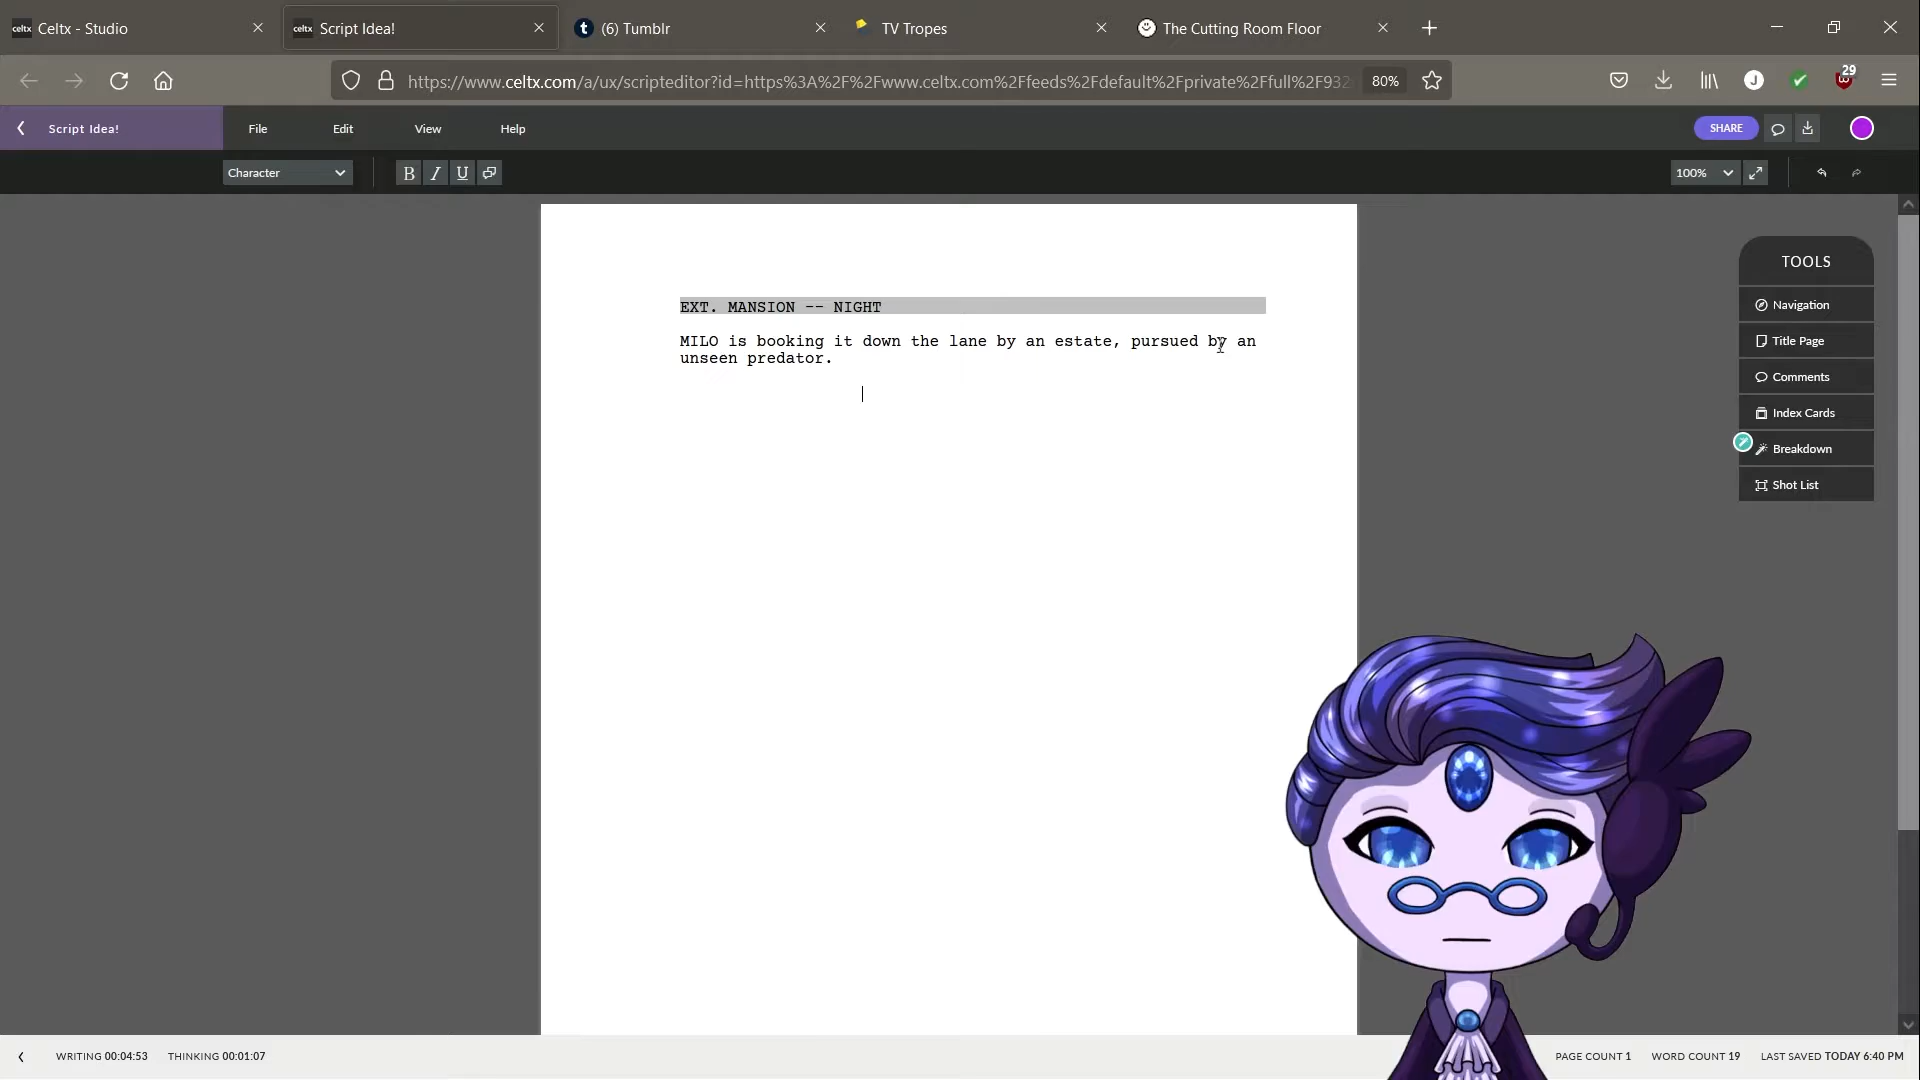 celtx Celtx - Studio
celtx Script Idea!
t (6) Tumblr
TV Tropes
The Cutting Room Floor
https://www.celtx.com/a/ux/scripteditor?id=https%3A%2F%2Fwww.celtx.com%2Ffeeds%2Fdefault%2Fprivate%2Ffull%2F932
80%
J
29
Script Idea!
File
Edit
View
Help
SHARE
Character
B
I
U
100%
EXT. MANSION -- NIGHT
MILO is booking it down the lane by an estate, pursued by an
unseen predator.
TOOLS
Navigation
Title Page
Comments
Index Cards
Breakdown
Shot List
WRITING 00:04:53
THINKING 00:01:07
PAGE COUNT 1
WORD COUNT 19
LAST SAVED TODAY 6:40 PM